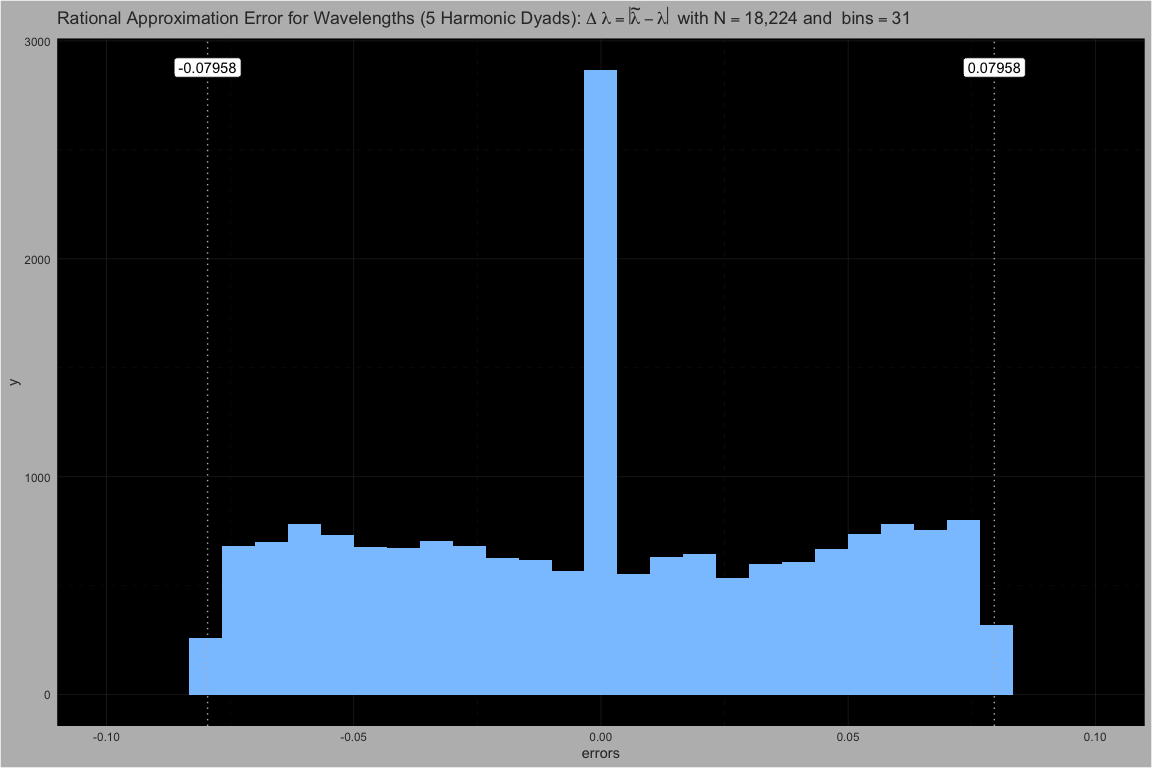 Rational Approximation Error for Wavelengths (5 Harmonic Dyads): Δ λ = |λ̃ − λ| with N = 18,224 and bins = 31
3000
-0.07958 0.07958
2000
y
1000
0
-0.10 -0.05 0.00 0.05 0.10
errors